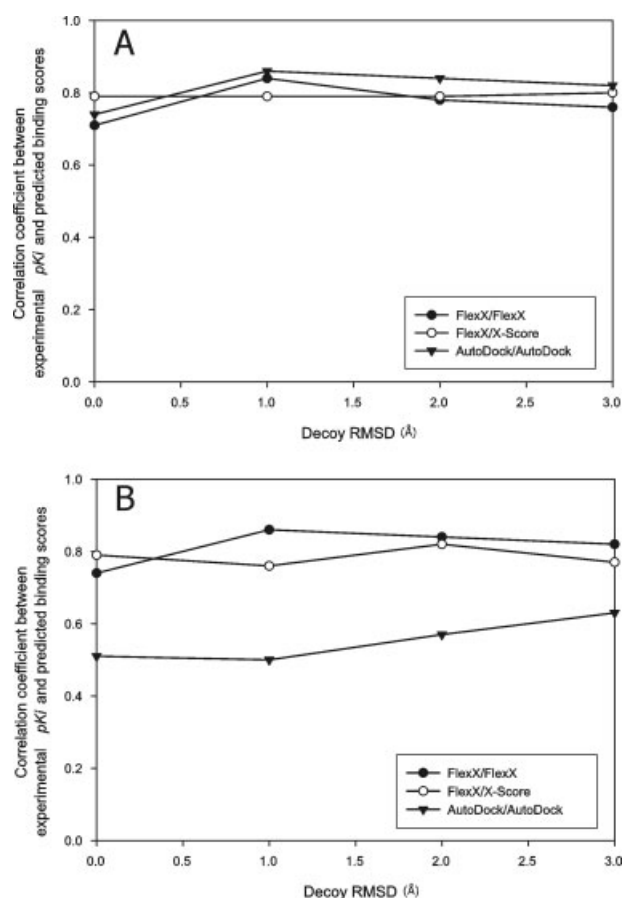 A
Correlation coefficient between
experimental pKi and predicted binding scores
1.0
0.8
0.6
0.4
0.2
0.0
FlexX/FlexX
FlexX/X-Score
AutoDock/AutoDock
0.0 0.5 1.0 1.5 2.0 2.5 3.0
Decoy RMSD (Å)
B
Correlation coefficient between
experimental pKi and predicted binding scores
1.0
0.8
0.6
0.4
0.2
0.0
FlexX/FlexX
FlexX/X-Score
AutoDock/AutoDock
0.0 0.5 1.0 1.5 2.0 2.5 3.0
Decoy RMSD (Å)